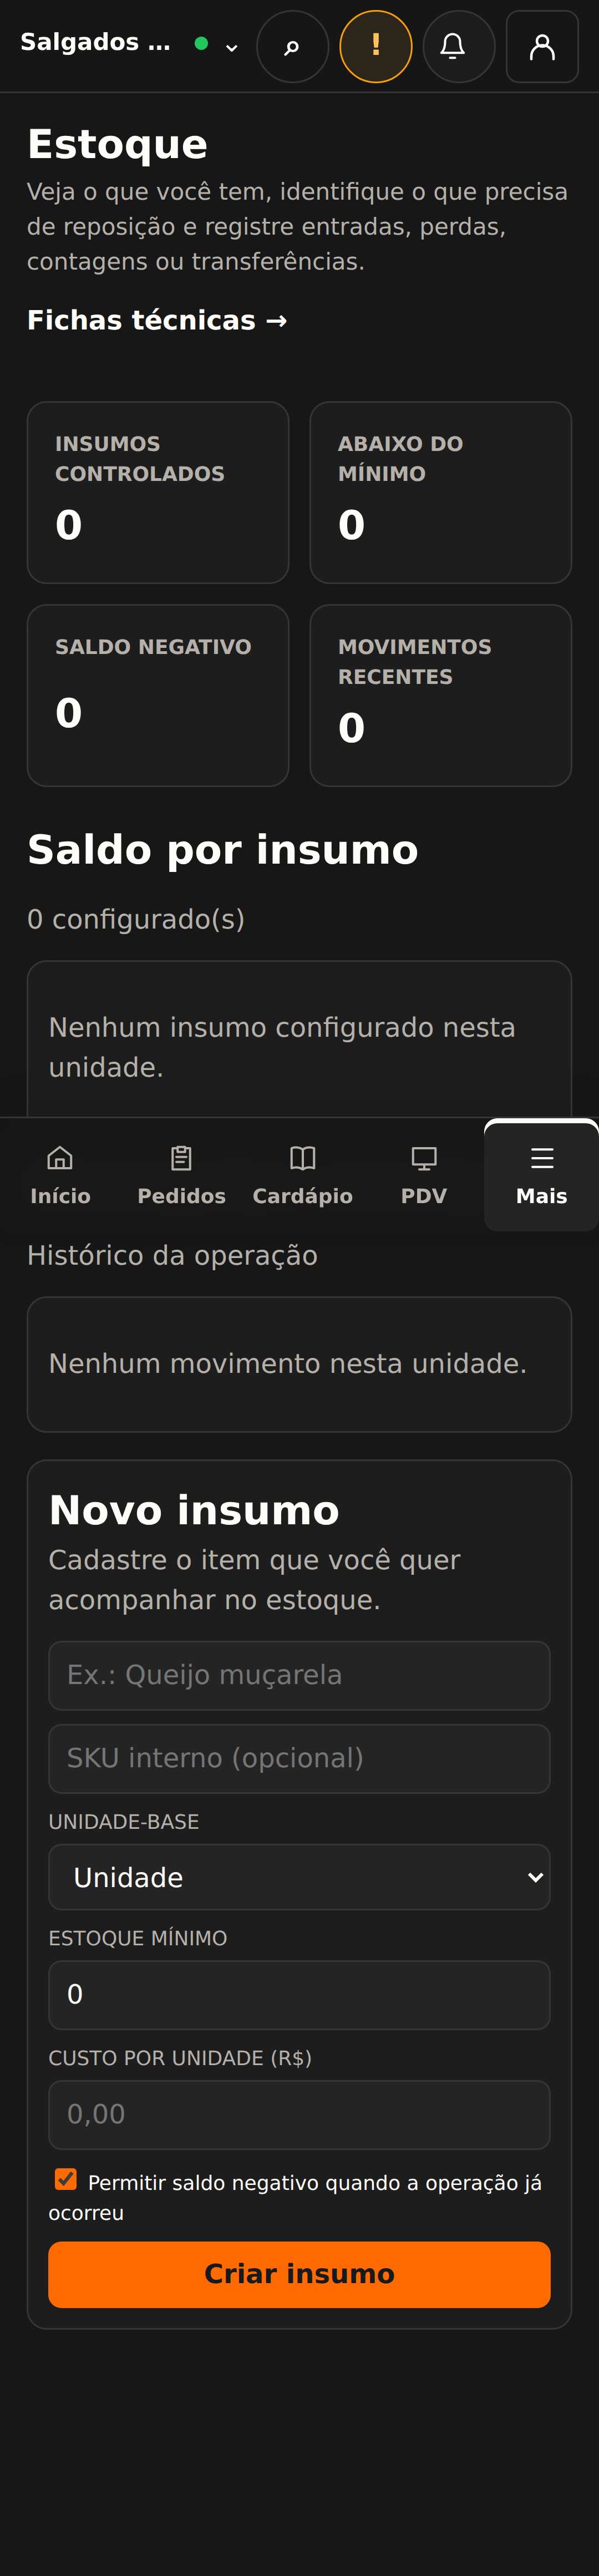 Salgados ...
!
Estoque
Veja o que você tem, identifique o que precisa
de reposição e registre entradas, perdas,
contagens ou transferências.
Fichas técnicas →
INSUMOS
CONTROLADOS
0
ABAIXO DO
MÍNIMO
0
SALDO NEGATIVO
0
MOVIMENTOS
RECENTES
0
Saldo por insumo
0 configurado(s)
Nenhum insumo configurado nesta
unidade.
Início
Pedidos
Cardápio
PDV
Mais
Histórico da operação
Nenhum movimento nesta unidade.
Novo insumo
Cadastre o item que você quer
acompanhar no estoque.
Ex.: Queijo muçarela
SKU interno (opcional)
UNIDADE-BASE
Unidade
ESTOQUE MÍNIMO
0
CUSTO POR UNIDADE (R$)
0,00
Permitir saldo negativo quando a operação já
ocorreu
Criar insumo